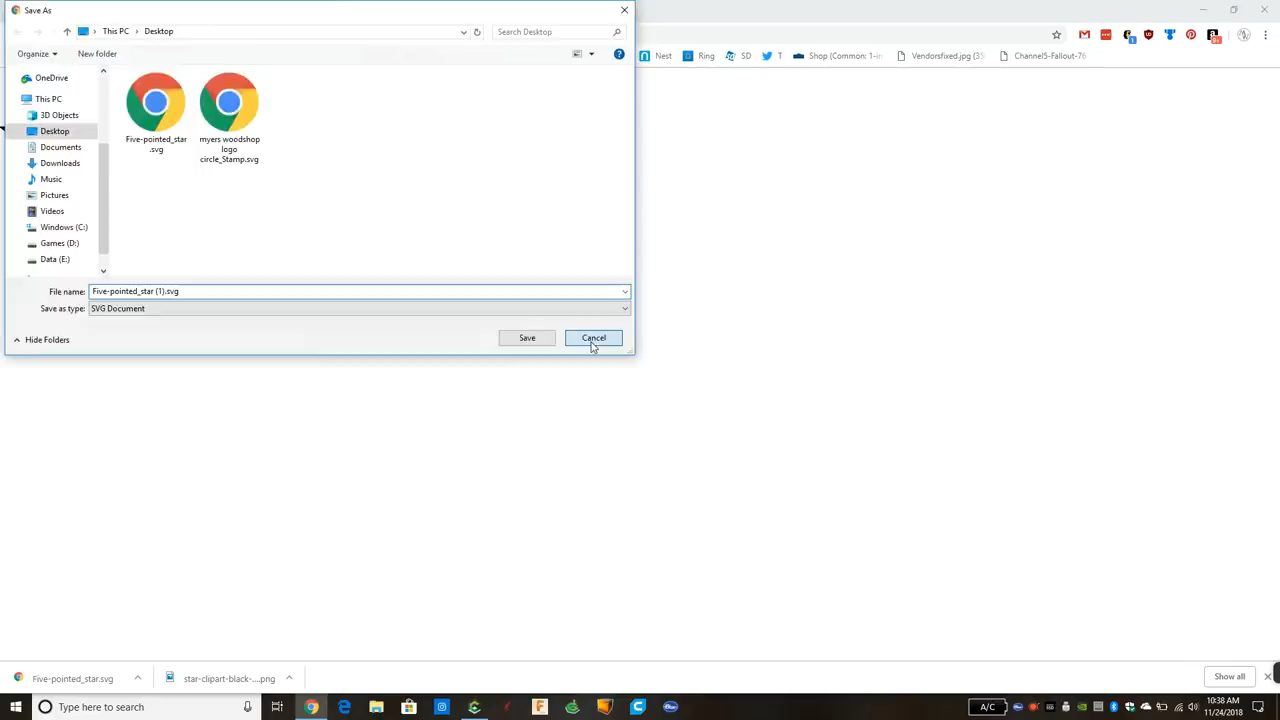 Save As
This PC
Desktop
Search Desktop
Organize
New folder
Nest
Ring
SD
T
Shop (Common: 1-in
Vendorsfixed.jpg (35
Channel5-Fallout-76
OneDrive
This PC
3D Objects
Desktop
Documents
Downloads
Music
Pictures
Videos
Windows (C:)
Games (D:)
Data (E:)
Five-pointed_star
.svg
myers woodshop
logo
circle_Stamp.svg
File name:
Five-pointed_star (1).svg
Save as type:
SVG Document
Hide Folders
Save
Cancel
Five-pointed_star.svg
star-clipart-black-....png
Show all
Type here to search
A/C
10:38 AM
11/24/2018